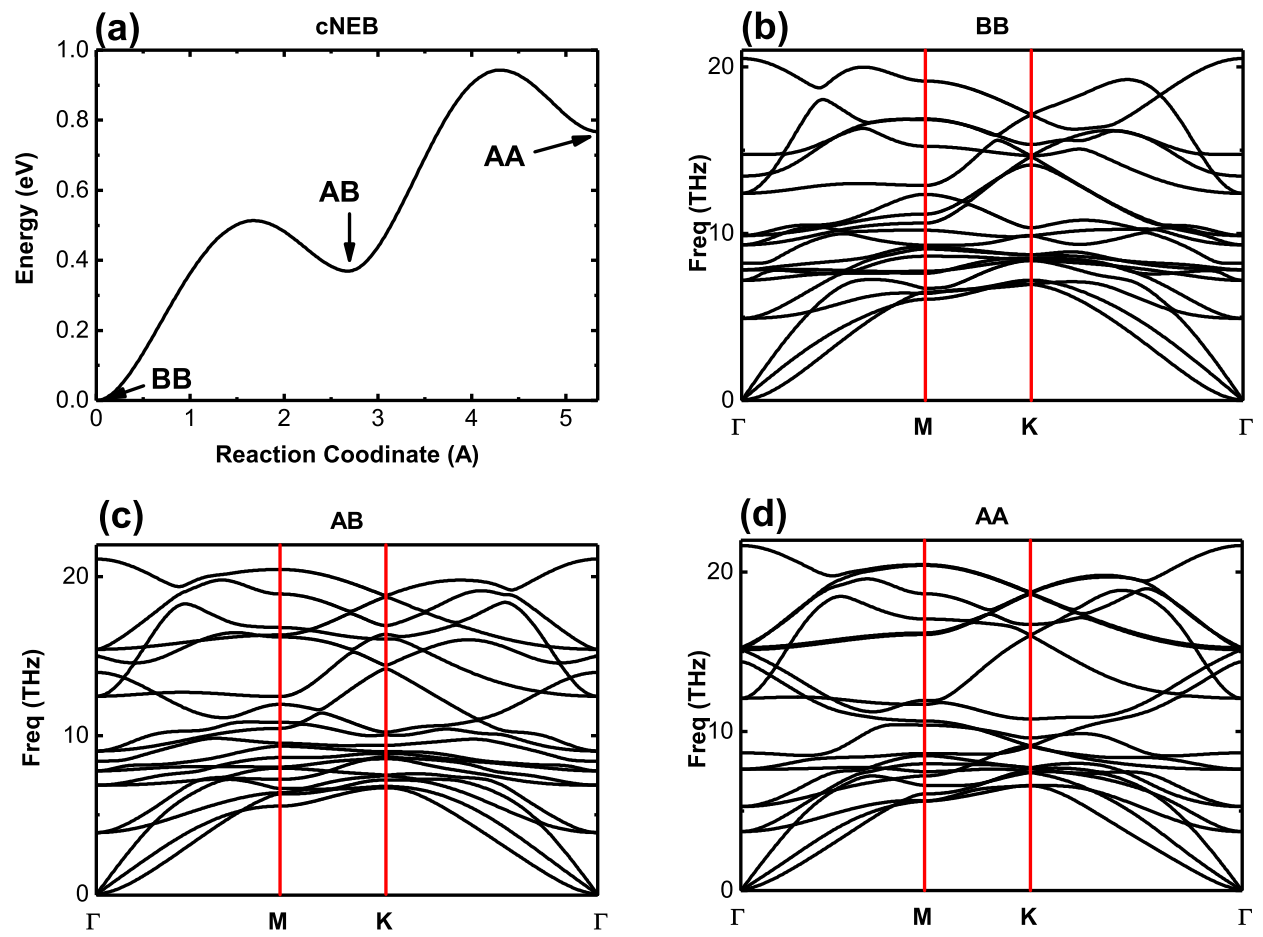 (a) cNEB
1.0
0.8
0.6
0.4
0.2
0.0
Energy (eV)
BB
AB
AA
0 1 2 3 4 5
Reaction Coodinate (A)
(b) BB
20
10
0
Freq (THz)
Γ M K Γ
(c) AB
20
10
0
Freq (THz)
Γ M K Γ
(d) AA
20
10
0
Freq (THz)
Γ M K Γ